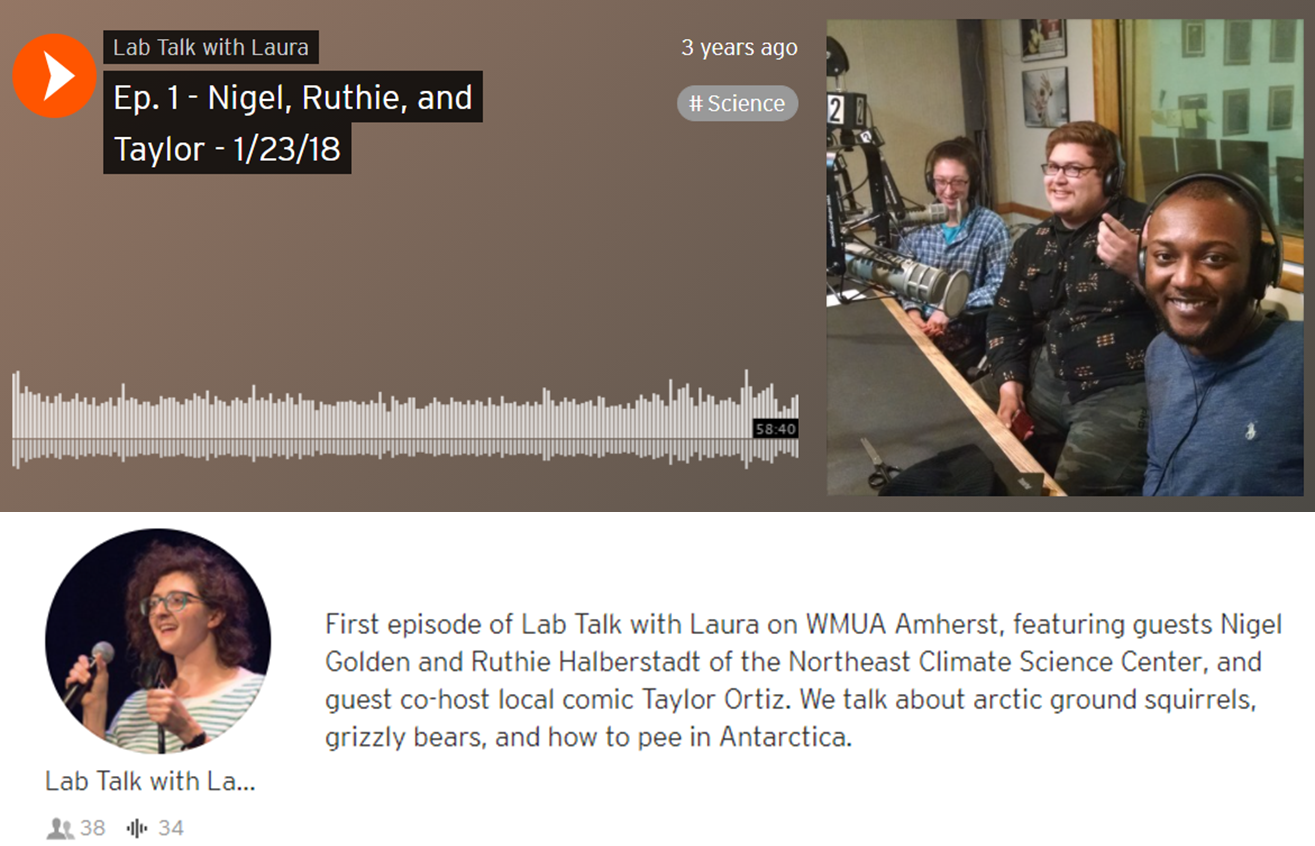 Lab Talk with Laura
Ep. 1 - Nigel, Ruthie, and
Taylor - 1/23/18
3 years ago
# Science
2 2
58:40
First episode of Lab Talk with Laura on WMUA Amherst, featuring guests Nigel
Golden and Ruthie Halberstadt of the Northeast Climate Science Center, and
guest co-host local comic Taylor Ortiz. We talk about arctic ground squirrels,
grizzly bears, and how to pee in Antarctica.
Lab Talk with La...
38 34